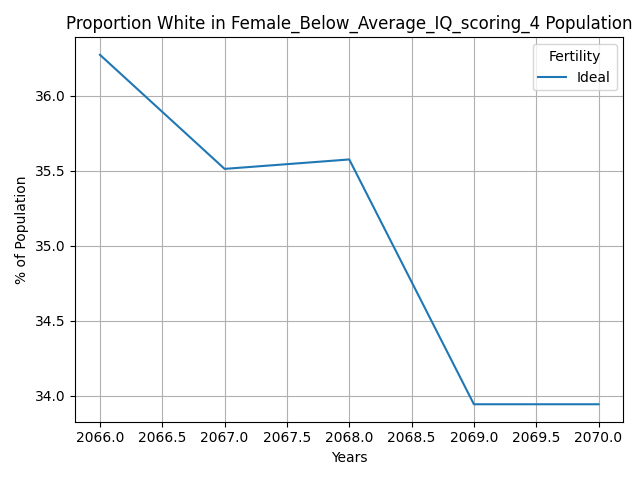 Proportion White in Female_Below_Average_IQ_scoring_4 Population
Fertility
Ideal
% of Population
36.0
35.5
35.0
34.5
34.0
2066.0 2066.5 2067.0 2067.5 2068.0 2068.5 2069.0 2069.5 2070.0
Years